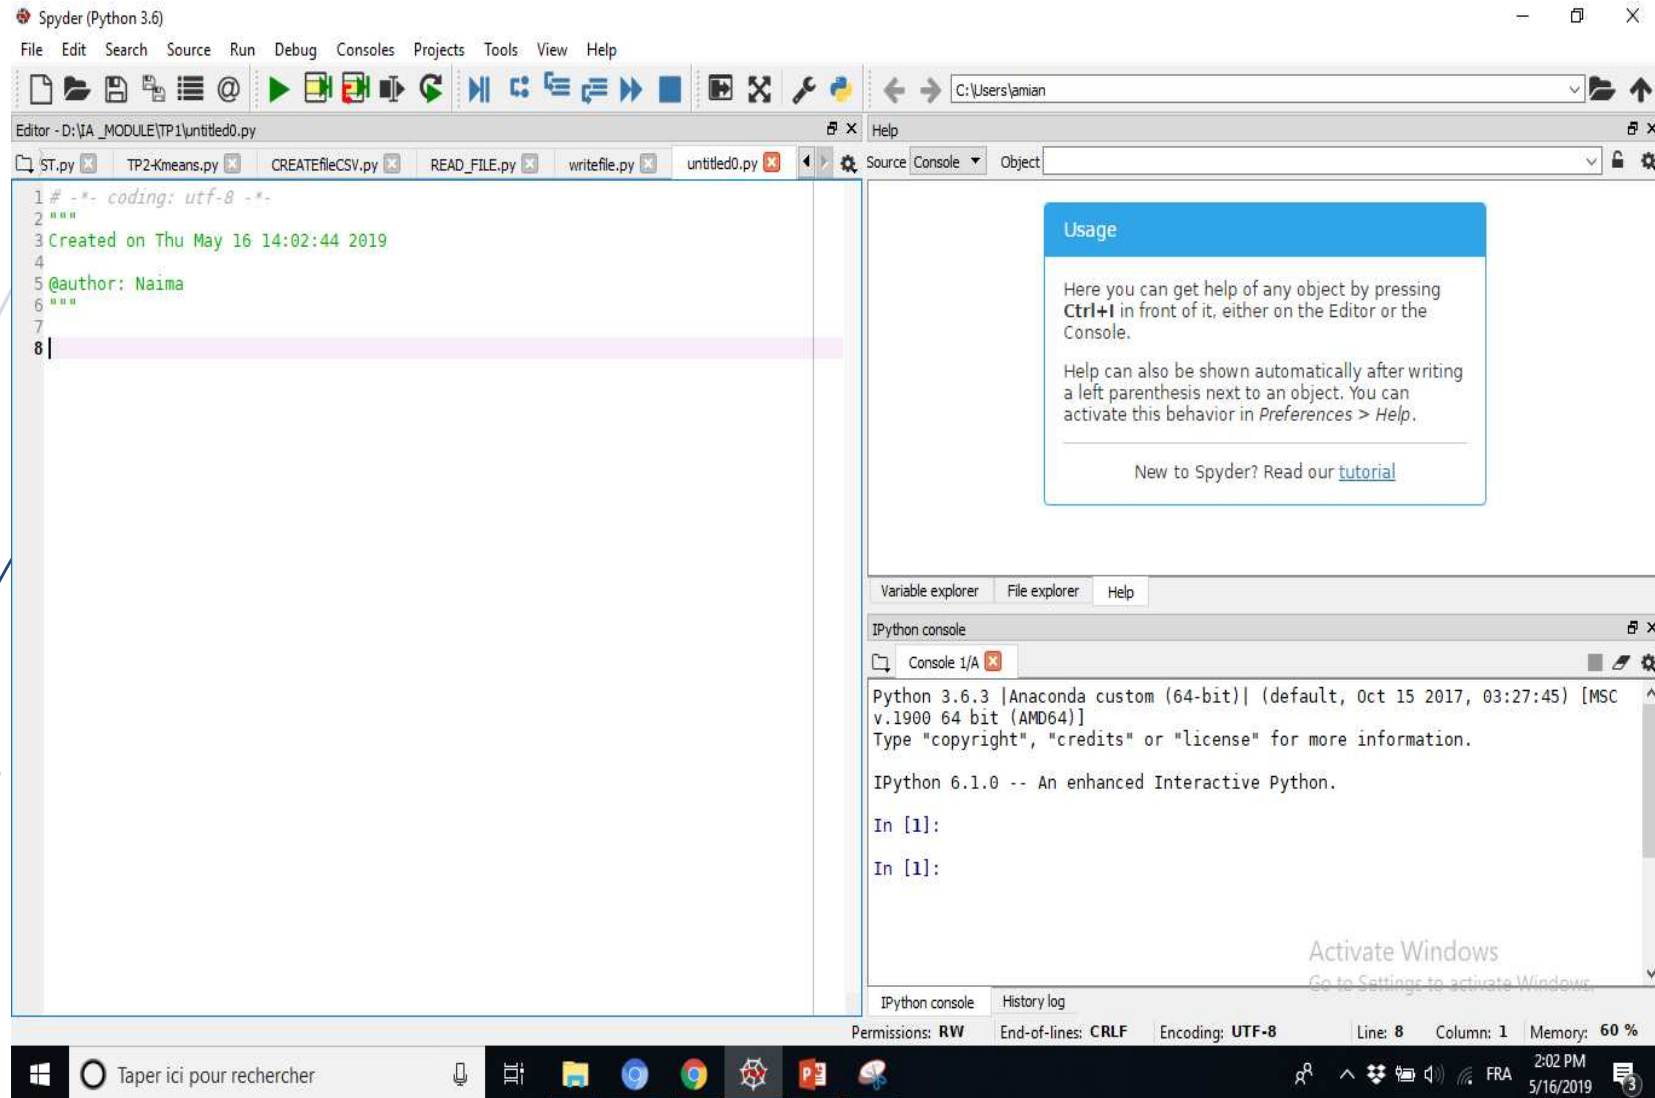 Spyder (Python 3.6)
File Edit Search Source Run Debug Consoles Projects Tools View Help
C:\Users\amian
Editor - D:\IA _MODULE\TP1\untitled0.py
ST.py TP2-Kmeans.py CREATEfileCSV.py READ_FILE.py writefile.py untitled0.py
1 # -*- coding: utf-8 -*-
2 """
3 Created on Thu May 16 14:02:44 2019
4
5 @author: Naima
6 """
7
8
Help
Source Console Object
Usage
Here you can get help of any object by pressing
Ctrl+I in front of it, either on the Editor or the
Console.
Help can also be shown automatically after writing
a left parenthesis next to an object. You can
activate this behavior in Preferences > Help.
New to Spyder? Read our tutorial
Variable explorer File explorer Help
IPython console
Console 1/A
Python 3.6.3 |Anaconda custom (64-bit)| (default, Oct 15 2017, 03:27:45) [MSC
v.1900 64 bit (AMD64)]
Type "copyright", "credits" or "license" for more information.
IPython 6.1.0 -- An enhanced Interactive Python.
In [1]:
In [1]:
Activate Windows
Go to Settings to activate Windows.
IPython console History log
Permissions: RW End-of-lines: CRLF Encoding: UTF-8 Line: 8 Column: 1 Memory: 60 %
Taper ici pour rechercher
FRA
2:02 PM
5/16/2019
3